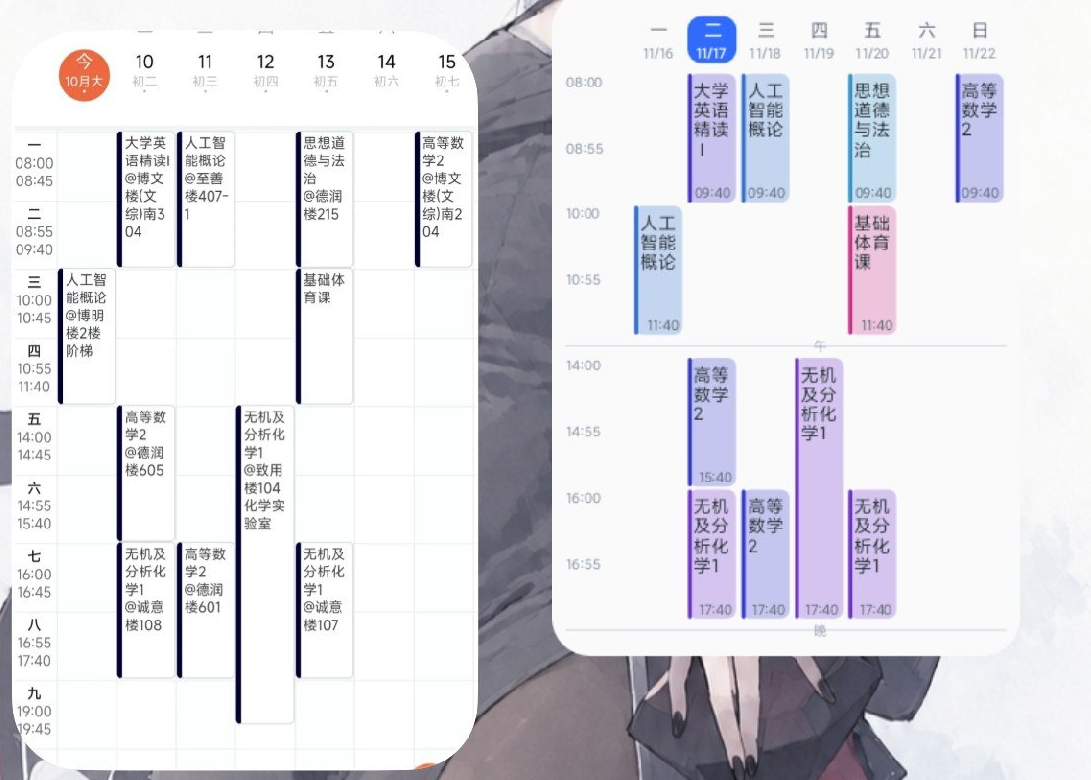 今
10月大
10
初二
11
初三
12
初四
13
初五
14
初六
15
初七
一
08:00
08:45
二
08:55
09:40
三
10:00
10:45
四
10:55
11:40
五
14:00
14:45
六
14:55
15:40
七
16:00
16:45
八
16:55
17:40
九
19:00
19:45
人工智
能概论
@博明
楼2楼
阶梯
大学英
语精读I
@博文
楼(文
综)南3
04
高等数
学2
@德润
楼605
无机及
分析化
学1
@诚意
楼108
人工智
能概论
@至善
楼407-
1
高等数
学2
@德润
楼601
无机及
分析化
学1
@致用
楼104
化学实
验室
思想道
德与法
治
@德润
楼215
基础体
育课
无机及
分析化
学1
@诚意
楼107
高等数
学2
@博文
楼(文
综)南2
04
一
11/16
二
11/17
三
11/18
四
11/19
五
11/20
六
11/21
日
11/22
08:00
08:55
10:00
10:55
午
14:00
14:55
16:00
16:55
晚
人工
智能
概论
11:40
大学
英语
精读
I
09:40
高等
数学
2
15:40
无机
及分
析化
学1
17:40
人工
智能
概论
09:40
高等
数学
2
17:40
无机
及分
析化
学1
17:40
思想
道德
与法
治
09:40
基础
体育
课
11:40
无机
及分
析化
学1
17:40
高等
数学
2
09:40